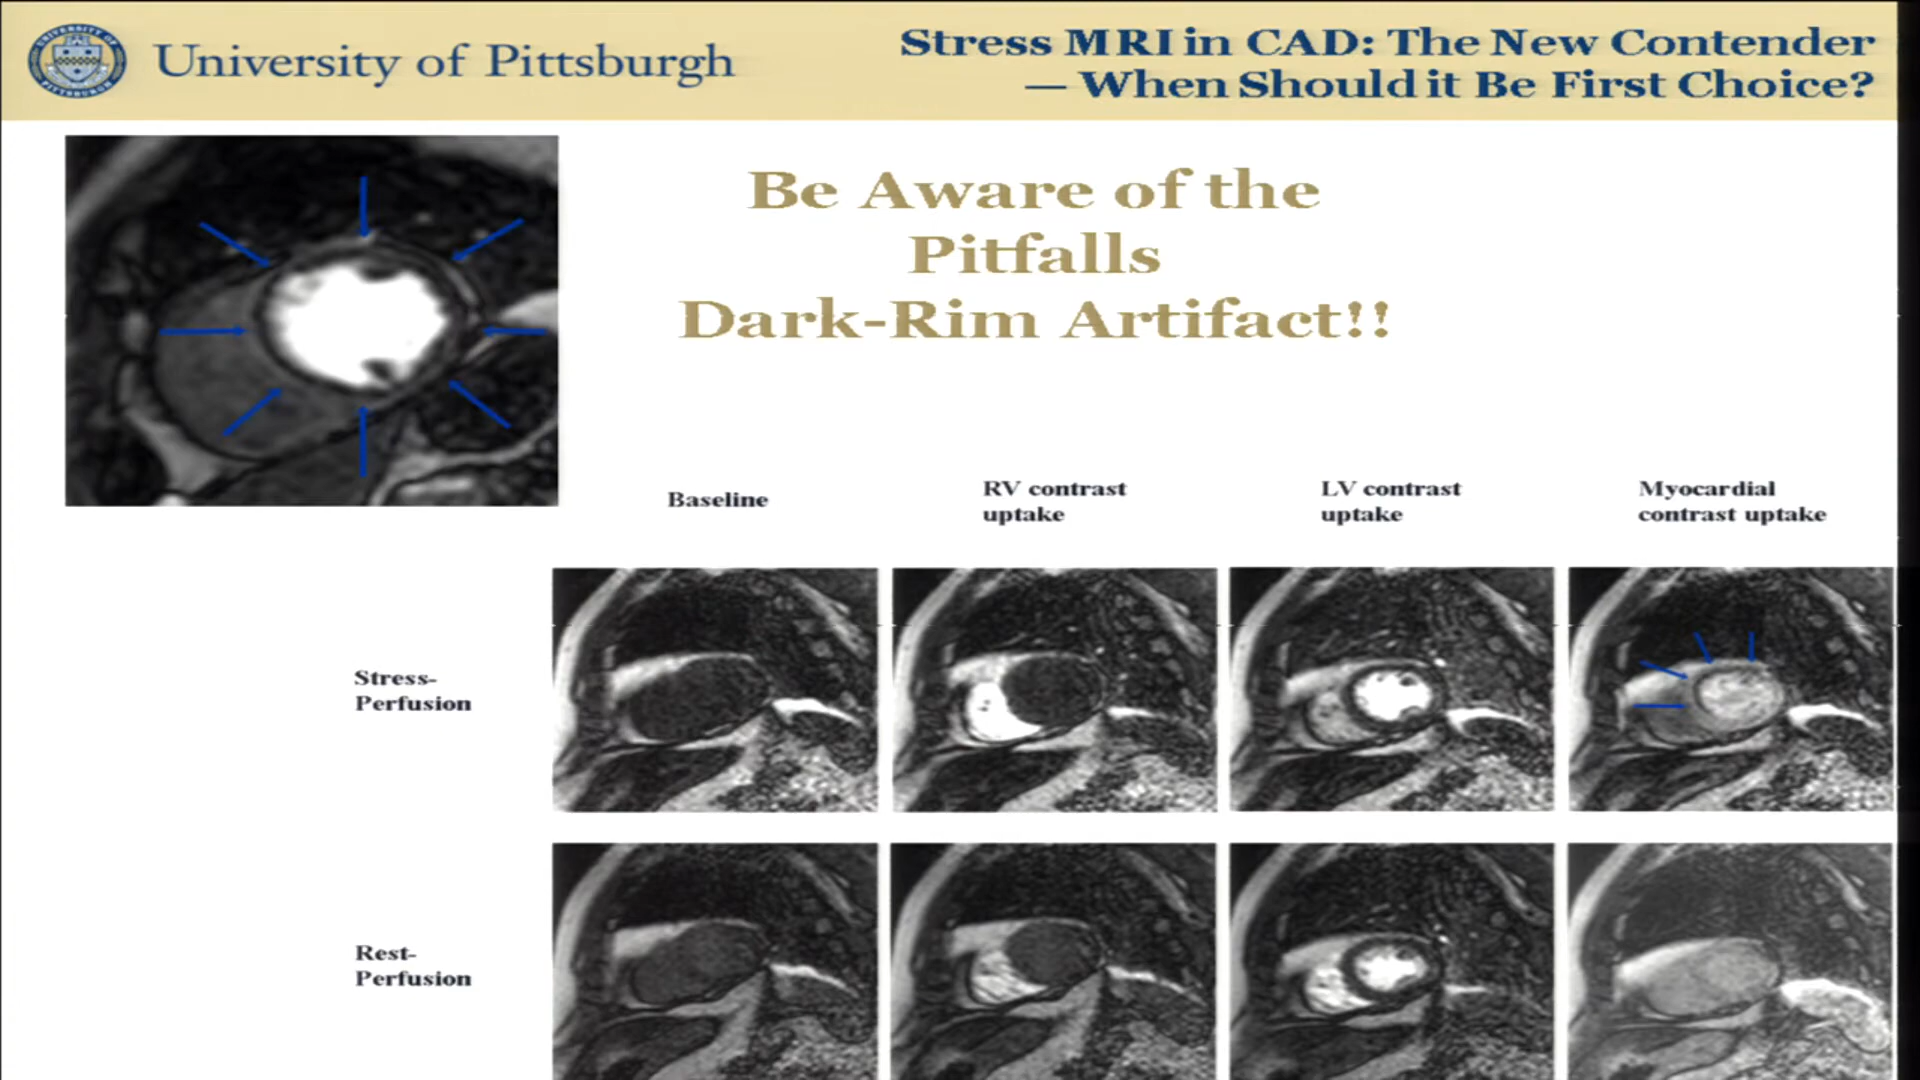 University of Pittsburgh
Stress MRI in CAD: The New Contender
— When Should it Be First Choice?
Be Aware of the
Pitfalls
Dark-Rim Artifact!!
Baseline
RV contrast
uptake
LV contrast
uptake
Myocardial
contrast uptake
Stress-
Perfusion
Rest-
Perfusion